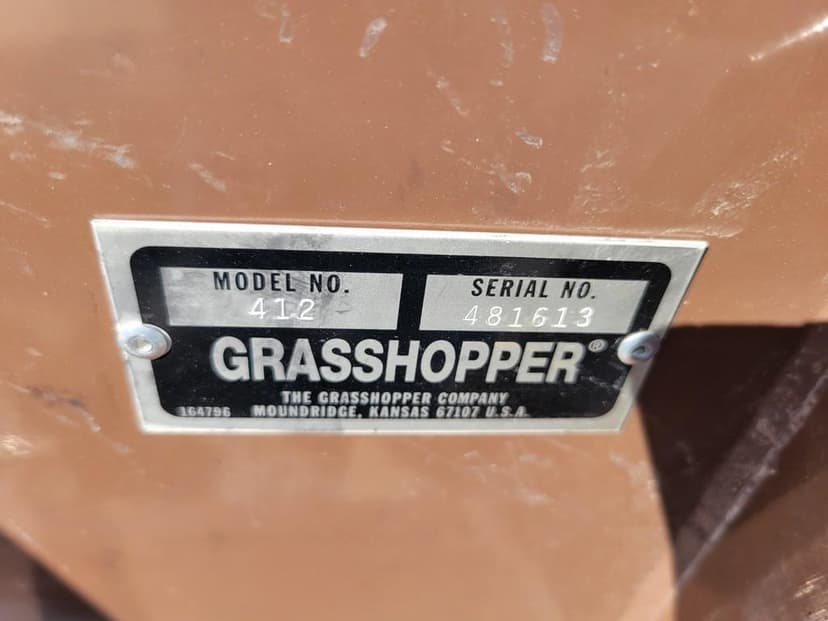 MODEL NO.
412
SERIAL NO.
481613
GRASSHOPPER®
THE GRASSHOPPER COMPANY
164796 MOUNDRIDGE, KANSAS 67107 U.S.A.